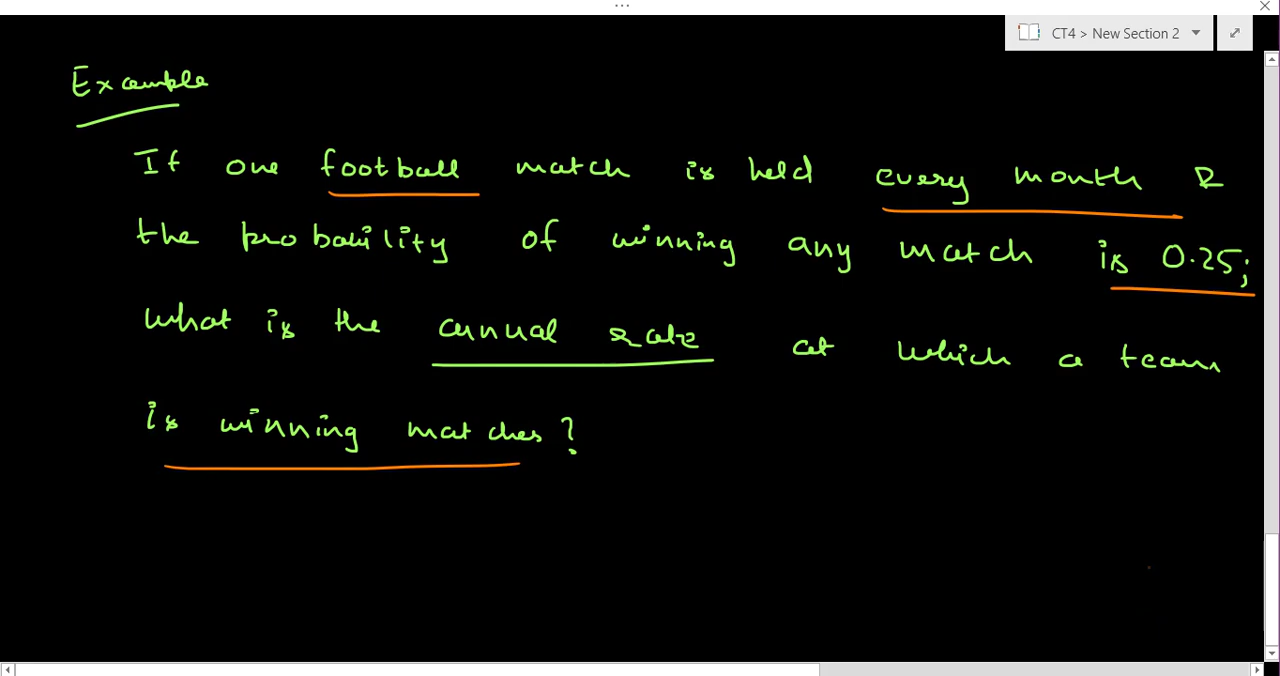 CT4 > New Section 2
Example
If one football match is held every month &
the probability of winning any match is 0.25;
what is the annual rate at which a team
is winning matches?